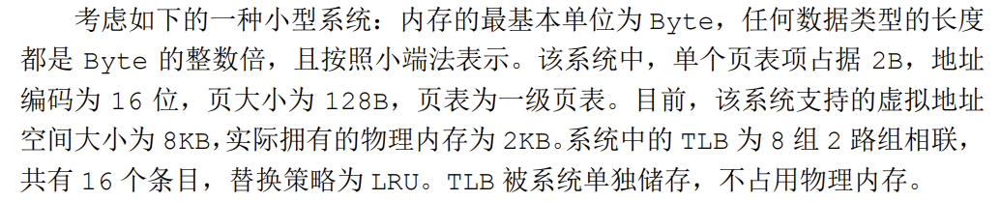 考虑如下的一种小型系统：内存的最基本单位为 Byte，任何数据类型的长度
都是 Byte 的整数倍，且按照小端法表示。该系统中，单个页表项占据 2B，地址
编码为 16 位，页大小为 128B，页表为一级页表。目前，该系统支持的虚拟地址
空间大小为 8KB，实际拥有的物理内存为 2KB。系统中的 TLB 为 8 组 2 路组相联，
共有 16 个条目，替换策略为 LRU。TLB 被系统单独储存，不占用物理内存。